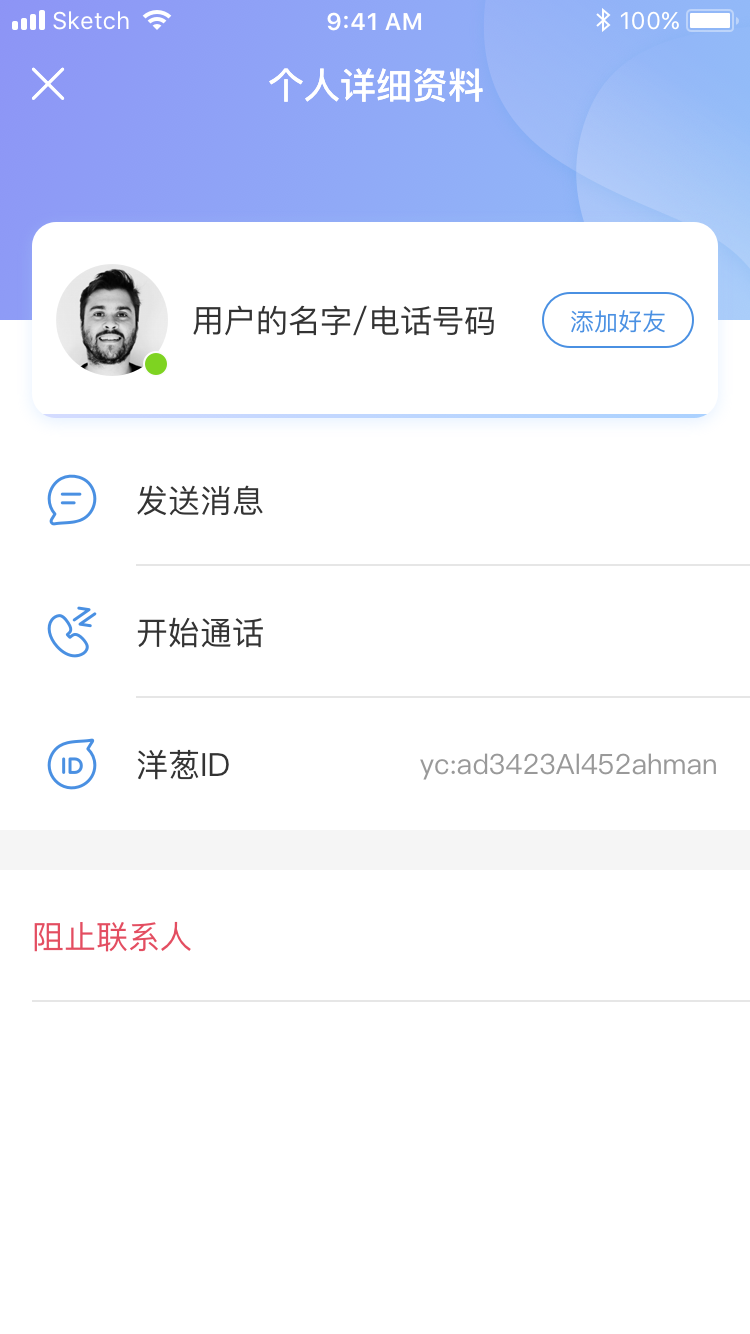 Sketch 9:41 AM 100%
个人详细资料
用户的名字/电话号码 添加好友
发送消息
开始通话
ID 洋葱ID yc:ad3423Al452ahman
阻止联系人